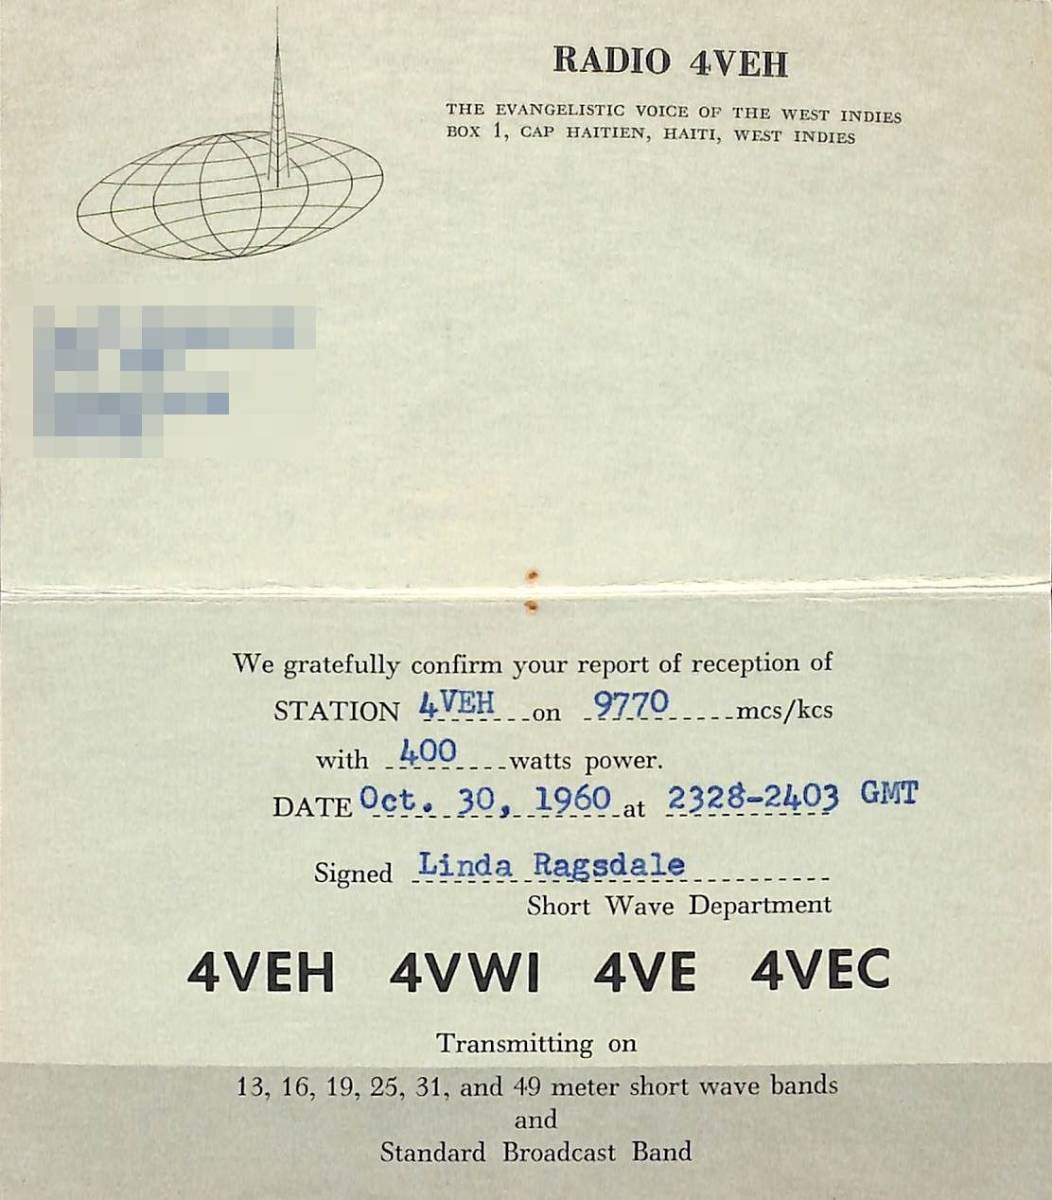 RADIO 4VEH
THE EVANGELISTIC VOICE OF THE WEST INDIES
BOX 1, CAP HAITIEN, HAITI, WEST INDIES
We gratefully confirm your report of reception of
STATION 4VEH on 9770 mcs/kcs
with 400 watts power.
DATE Oct. 30, 1960 at 2328-2403 GMT
Signed Linda Ragsdale
Short Wave Department
4VEH 4VWI 4VE 4VEC
Transmitting on
13, 16, 19, 25, 31, and 49 meter short wave bands
and
Standard Broadcast Band